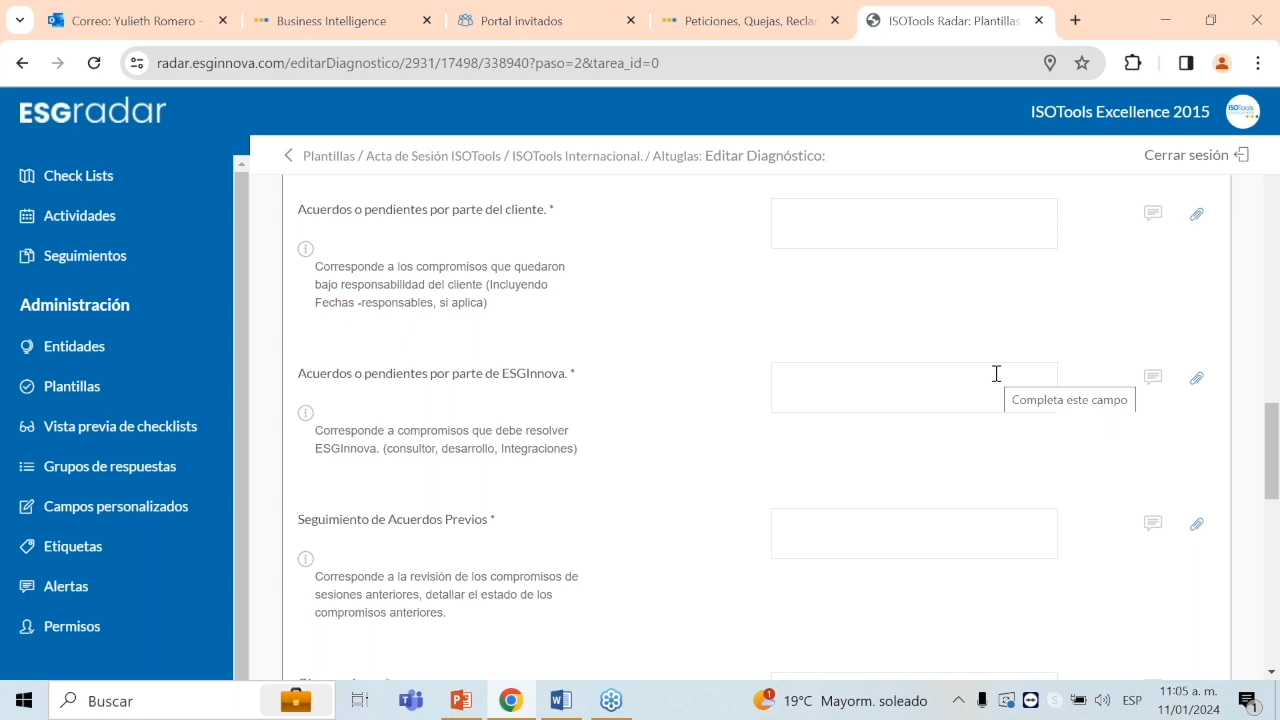 Correo: Yulieth Romero -
Business Intelligence
Portal invitados
Peticiones, Quejas, Reclar
ISOTools Radar: Plantillas
radar.esginnova.com/editarDiagnostico/2931/17498/338940?paso=2&tarea_id=0
ESGradar
ISOTools Excellence 2015
ISOTools
Check Lists
Actividades
Seguimientos
Administración
Entidades
Plantillas
Vista previa de checklists
Grupos de respuestas
Campos personalizados
Etiquetas
Alertas
Permisos
Plantillas / Acta de Sesión ISOTools / ISOTools Internacional. / Altuglas: Editar Diagnóstico:
Cerrar sesión
Acuerdos o pendientes por parte del cliente. *
Corresponde a los compromisos que quedaron
bajo responsabilidad del cliente (Incluyendo
Fechas -responsables, si aplica)
Acuerdos o pendientes por parte de ESGInnova. *
Completa este campo
Corresponde a compromisos que debe resolver
ESGInnova. (consultor, desarrollo, Integraciones)
Seguimiento de Acuerdos Previos *
Corresponde a la revisión de los compromisos de
sesiones anteriores, detallar el estado de los
compromisos anteriores.
Buscar
1
19°C Mayorm. soleado
ESP
11:05 a. m.
11/01/2024
1